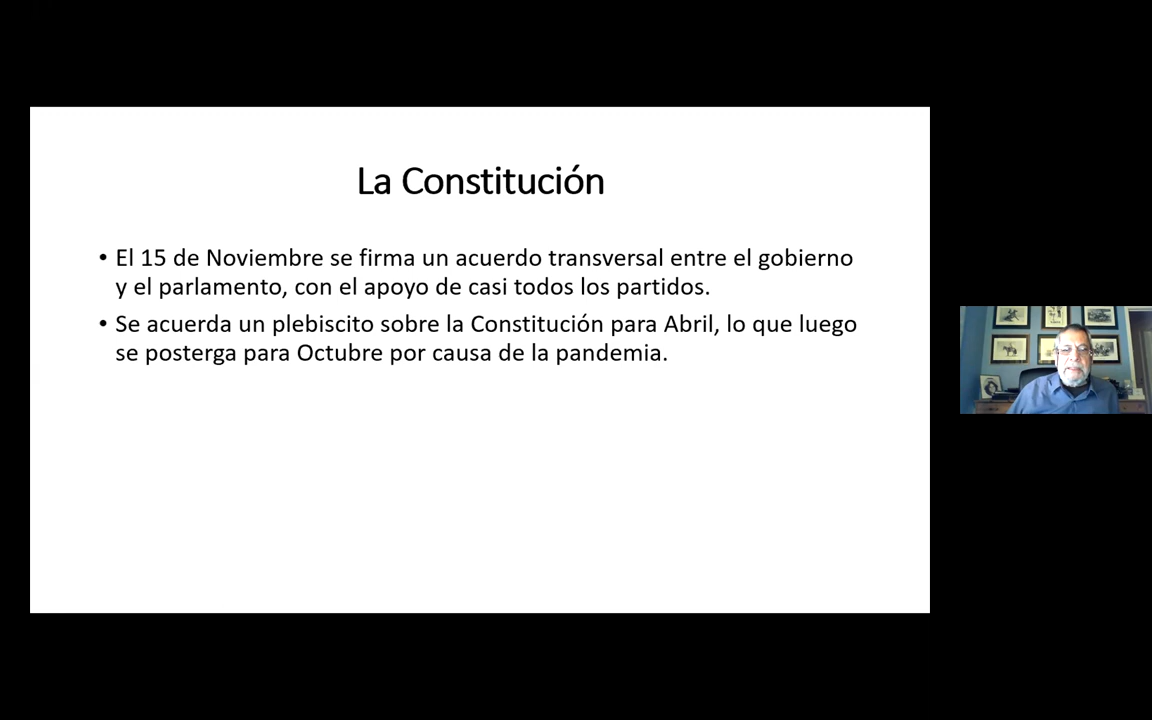 La Constitución
• El 15 de Noviembre se firma un acuerdo transversal entre el gobierno
y el parlamento, con el apoyo de casi todos los partidos.
• Se acuerda un plebiscito sobre la Constitución para Abril, lo que luego
se posterga para Octubre por causa de la pandemia.